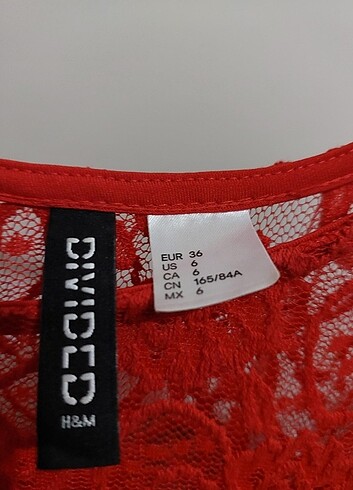 DIVIDED
H&M
EUR 36
US 6
CA 6
CN 165/84A
MX 6